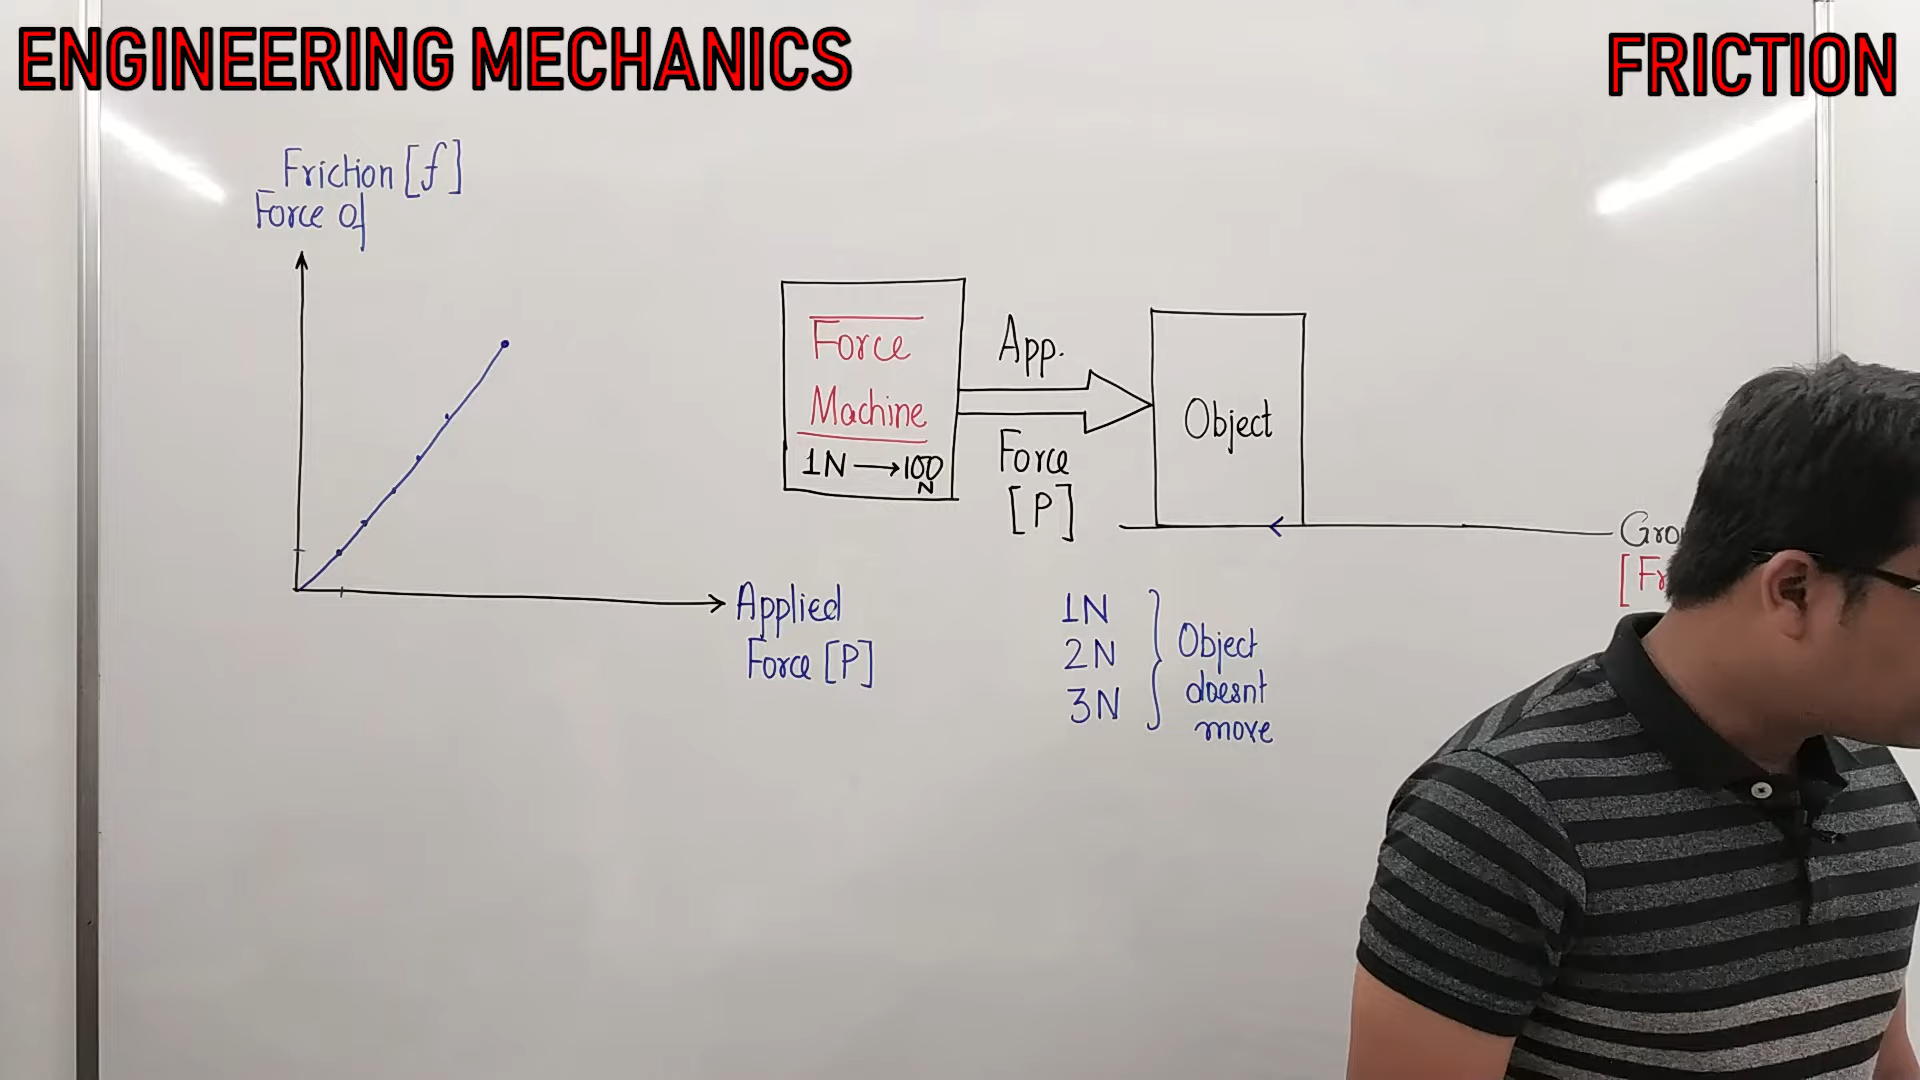 ENGINEERING MECHANICS
FRICTION
Friction [f]
Force of
Applied
Force [P]
Force
Machine
1N → 100
N
App.
Force
[P]
Object
1N
2N
3N
Object
doesnt
move